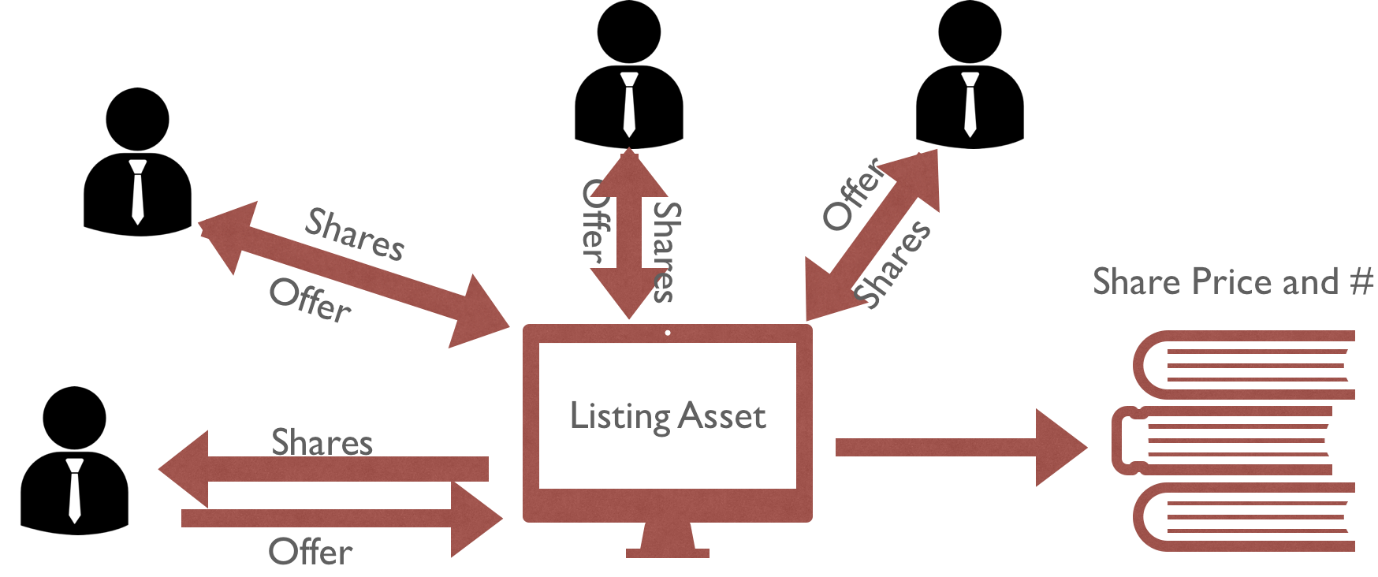 Offer
Shares
Offer
Shares
Shares
Offer
Share Price and #
Listing Asset
Shares
Offer